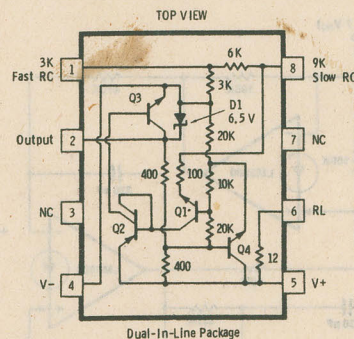 TOP VIEW
3K
Fast RC
1
6K
8
9K
Slow RC
3K
Q3
D1
6.5 V
Output
2
20K
7
NC
400
100
10K
NC
3
Q1
6
RL
Q2
20K
Q4
12
400
V-
4
5
V+
Dual-In-Line Package